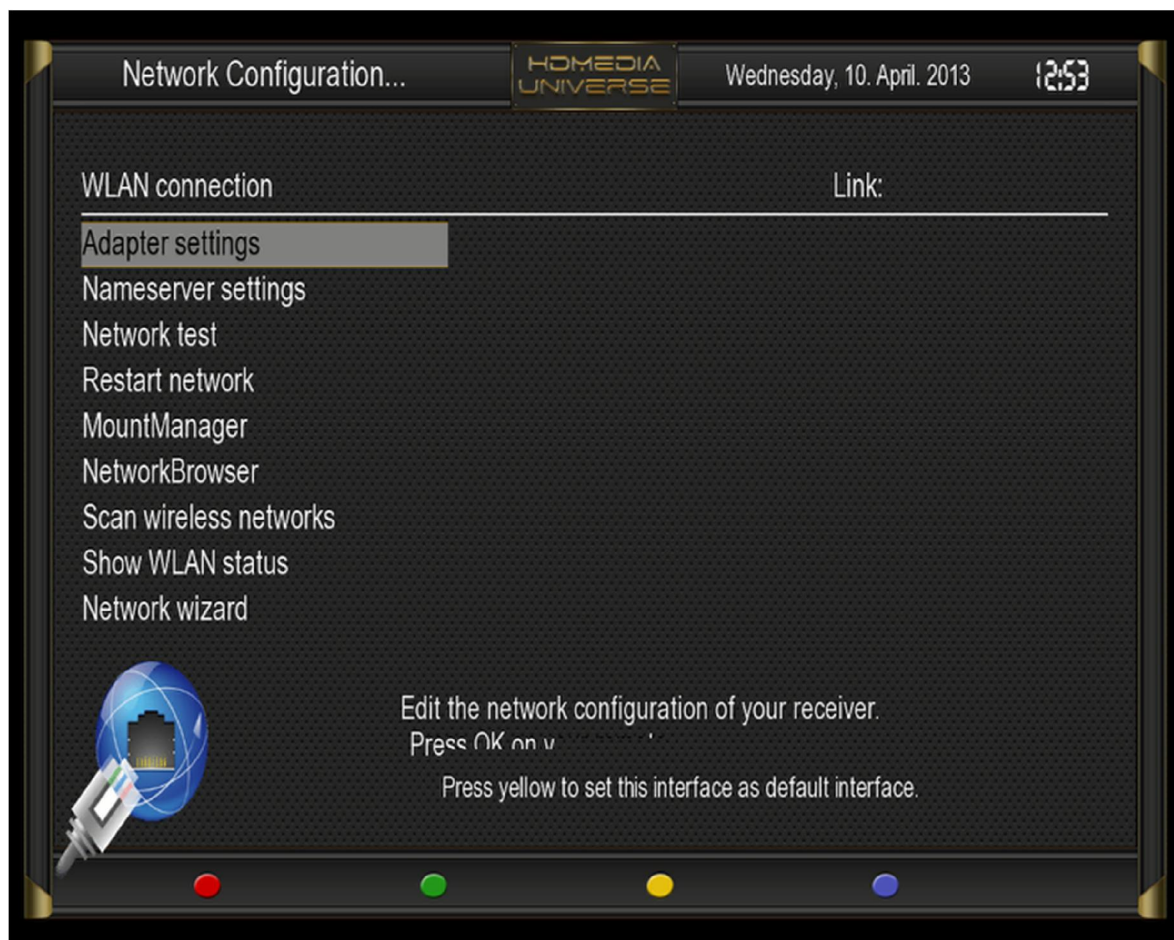 Network Configuration...
HDMEDIA
UNIVERSE
Wednesday, 10. April. 2013
12:53
WLAN connection
Link:
Adapter settings
Nameserver settings
Network test
Restart network
MountManager
NetworkBrowser
Scan wireless networks
Show WLAN status
Network wizard
Edit the network configuration of your receiver.
Press OK on
Press yellow to set this interface as default interface.